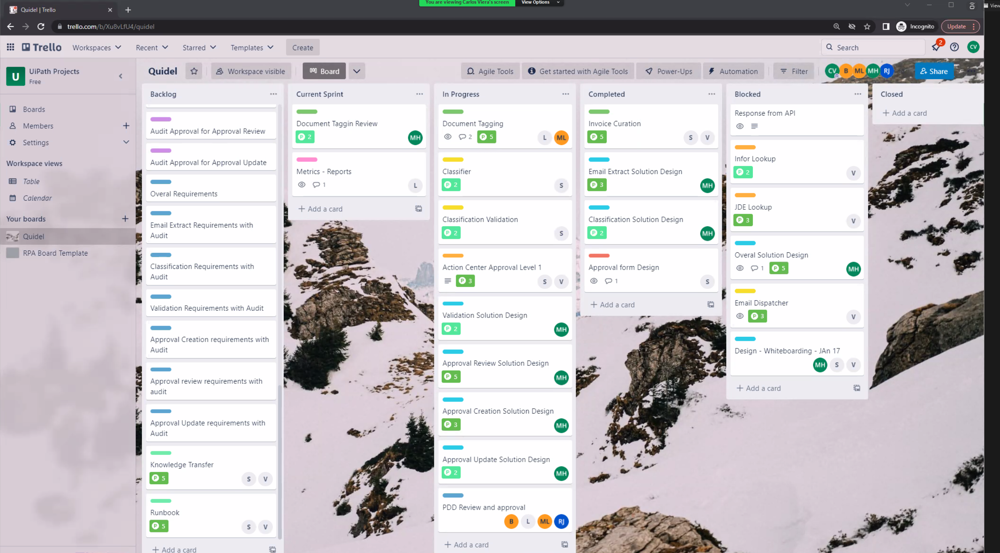 You are viewing Carlos Viera's screen
View Options
View
Quidel | Trello
trello.com/b/Xu8vLfU4/quidel
Incognito
Update
Trello
Workspaces
Recent
Starred
Templates
Create
Search
2
CV
U
UiPath Projects
Free
Boards
Members
Settings
Workspace views
Table
Calendar
Your boards
Quidel
RPA Board Template
Quidel
Workspace visible
Board
Agile Tools
Get started with Agile Tools
Power-Ups
Automation
Filter
CV
B
ML
MH
RJ
Share
Backlog
Audit Approval for Approval Review
Audit Approval for Approval Update
Overal Requirements
Email Extract Requirements with
Audit
Classification Requirements with
Audit
Validation Requirements with Audit
Approval Creation requirements with
Audit
Approval review requirements with
audit
Approval Update requirements with
Audit
Knowledge Transfer
P 5
S V
Runbook
P 5
S V
+ Add a card
Current Sprint
Document Taggin Review
P 2
MH
Metrics - Reports
1
L
+ Add a card
In Progress
Document Tagging
2 P 5
L ML
Classifier
P 2
S
Classification Validation
P 2
S
Action Center Approval Level 1
P 3
S V
Validation Solution Design
P 2
MH
Approval Review Solution Design
P 5
MH
Approval Creation Solution Design
P 3
MH
Approval Update Solution Design
P 2
MH
PDD Review and approval
B L ML RJ
+ Add a card
Completed
Invoice Curation
P 5
S V
Email Extract Solution Design
P 3
MH
Classification Solution Design
P 2
MH
Approval form Design
1
S
+ Add a card
Blocked
Response from API
Infor Lookup
P 2
V
JDE Lookup
P 3
V
Overal Solution Design
1 P 5
MH
Email Dispatcher
P 3
V
Design - Whiteboarding - JAn 17
MH S V
+ Add a card
Closed
+ Add a card